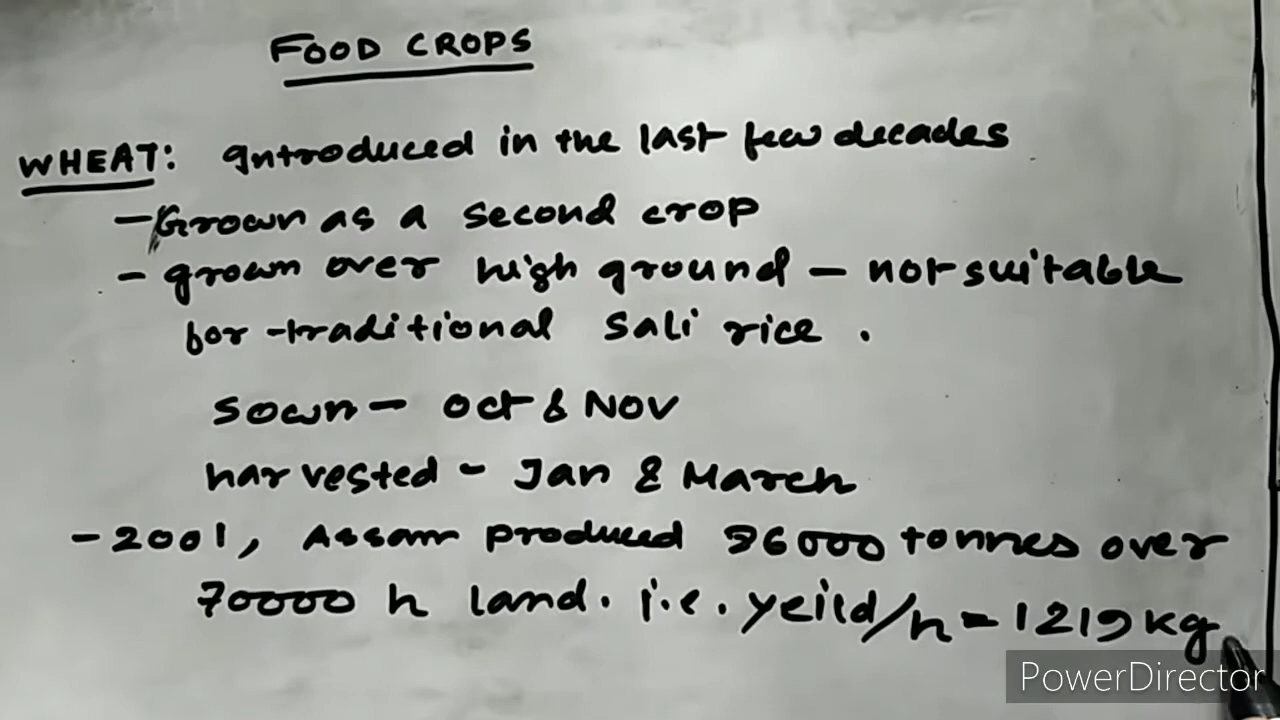 FOOD CROPS
WHEAT: Introduced in the last few decades
- Grown as a second crop
- grown over high ground - not suitable
for traditional sali rice .
sown - Oct & Nov
harvested - Jan & March
- 2001, Assam produced tonnes over
70000 h land. i.e. yeild/h = 1219 kg
PowerDirector